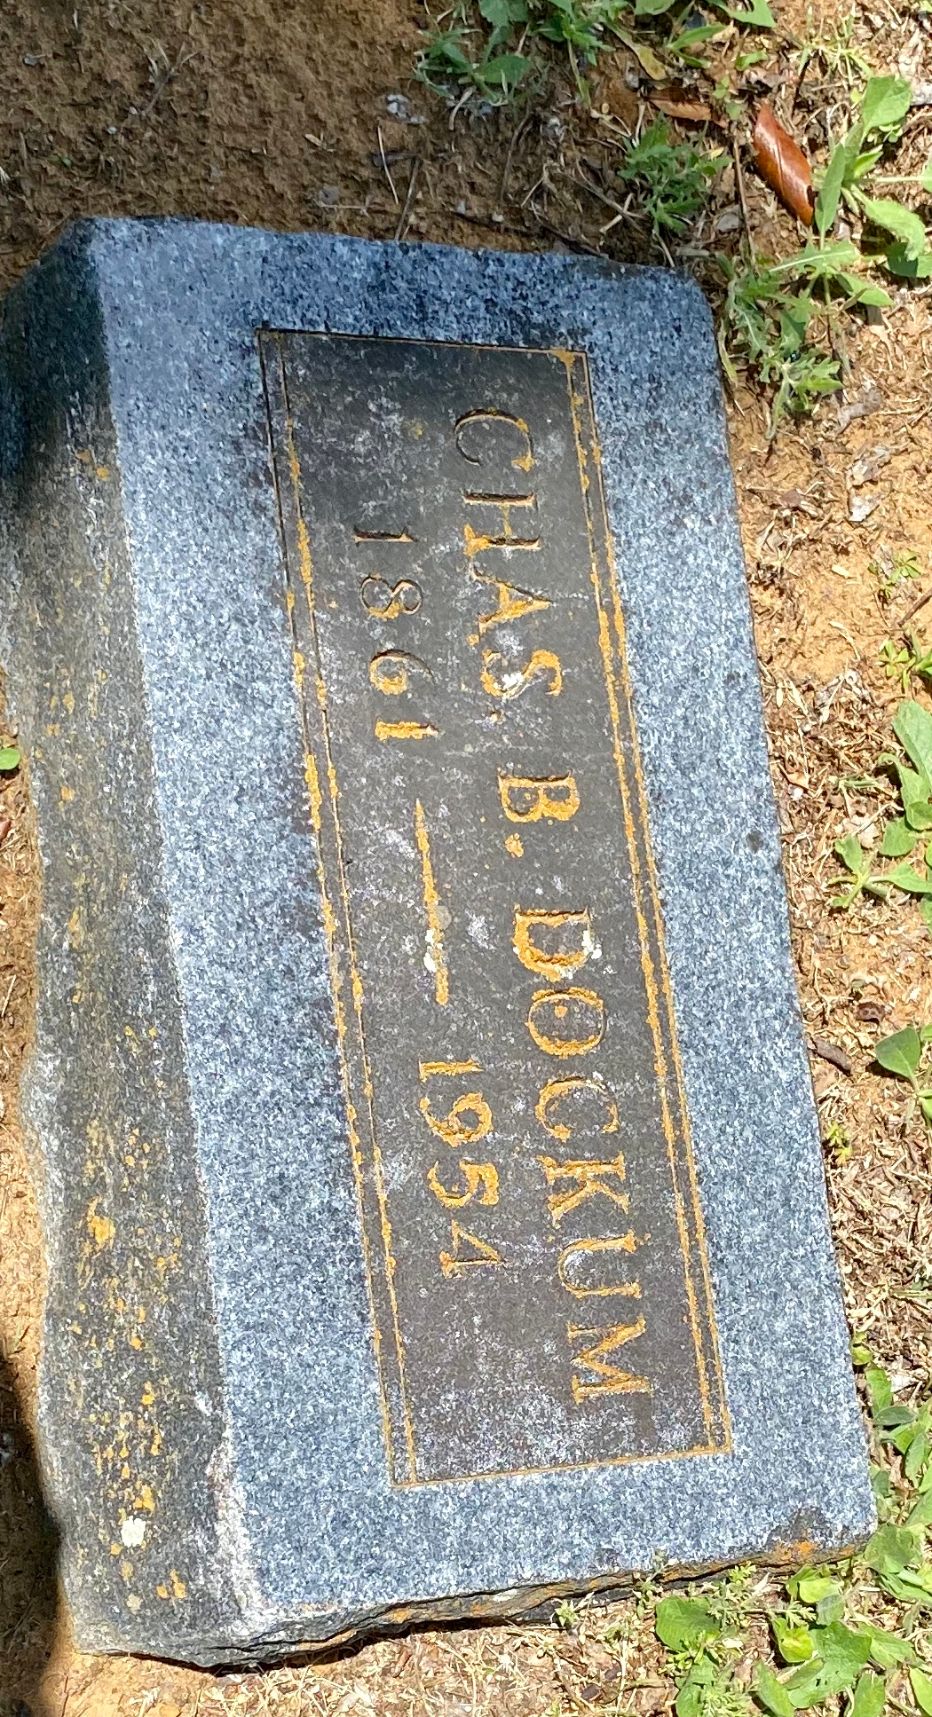 CHAS. B. DOCKUM
1861 — 1954